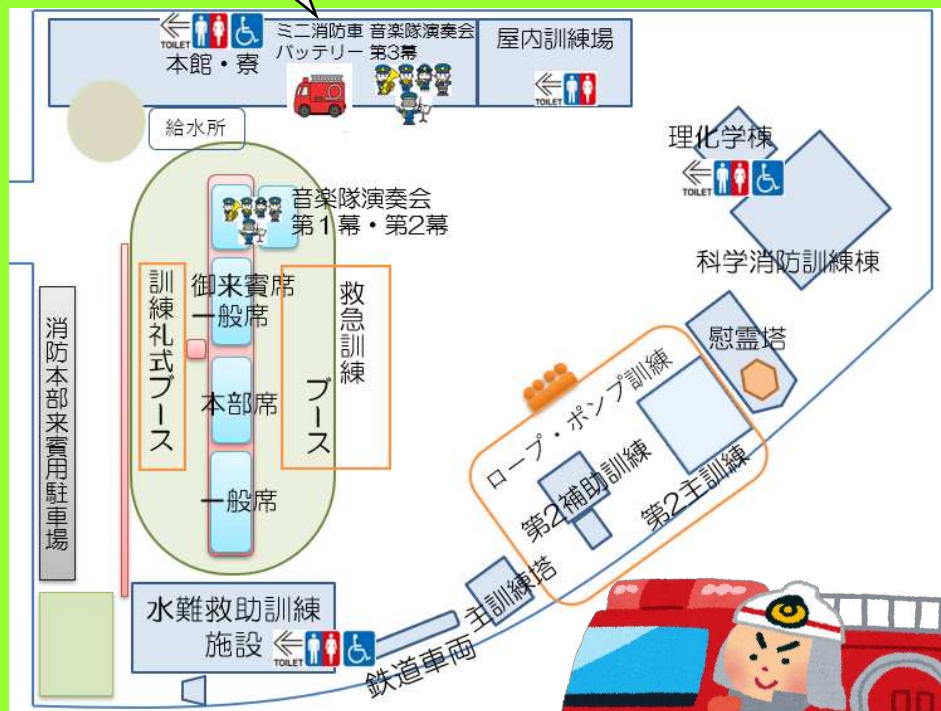 TOILET
本館・寮
ミニ消防車
バッテリー
音楽隊演奏会
第3幕
屋内訓練場
TOILET
給水所
理化学棟
TOILET
科学消防訓練棟
音楽隊演奏会
第1幕・第2幕
御来賓席
一般席
本部席
一般席
訓練礼式ブース
救急訓練
ブース
消防本部来賓用駐車場
慰霊塔
ロープ・ポンプ訓練
第2補助訓練
第2主訓練
主訓練塔
鉄道車両
水難救助訓練
施設
TOILET